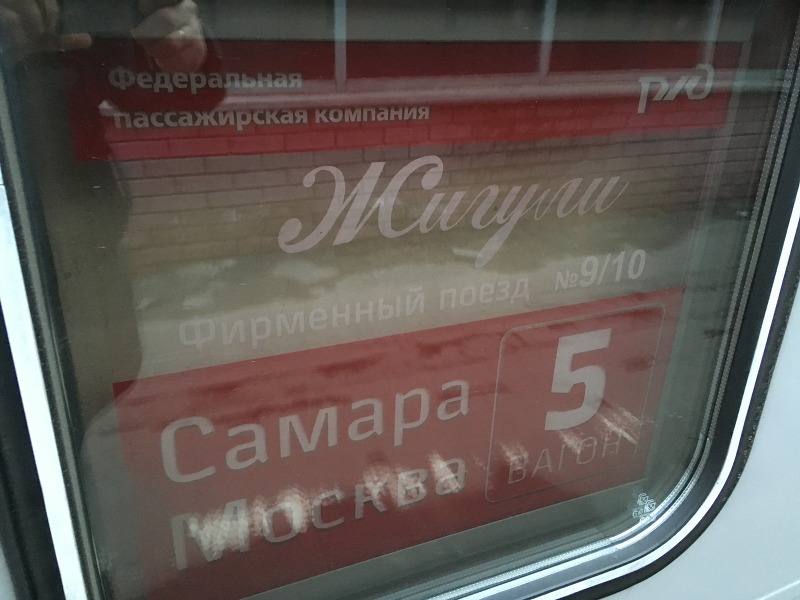 Федеральная
пассажирская компания
ржд
Жигули
Фирменный поезд №9/10
Самара
Москва
5
ВАГОН